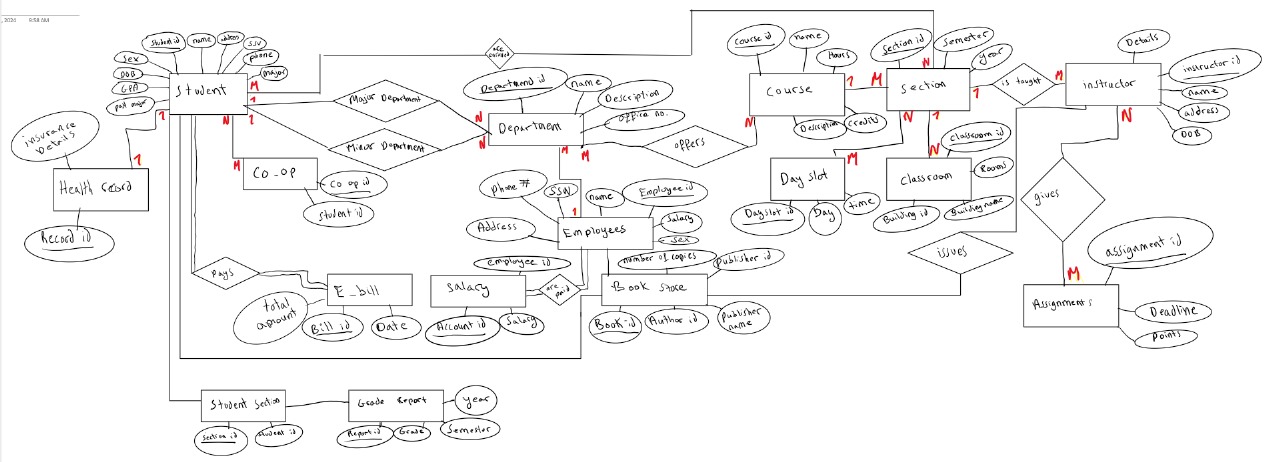 , 2024 8:58 AM
Student
Student id
name
address
SSN
phone
major
Sex
DOB
GPA
past major
M
1
1
N
1
are enrolled
Major Department
Minor Department
Department
Department id
name
Description
office no.
N
N
M
M
offers
N
Course
course id
name
Hours
Description
credits
1
M
Section
Section id
Semester
year
N
1
N
1
is taught
M
instructor
Details
instructor id
name
address
DOB
N
insurance Details
Health record
Record id
1
M
Co-op
Co op id
Student id
Day slot
M
Day slot id
Day
time
N
Classroom
classroom id
Rooms
Building id
Building name
gives
M
Assignments
assignment id
Deadline
Points
issues
1
Employees
phone #
SSN
name
Employee id
Salary
sex
Address
Pays
E_bill
total amount
Bill id
Date
employee id
Salary
Account id
Salary
are paid
Book Store
number of copies
publisher id
Book id
Author id
publisher name
Student Section
Section id
Student id
Grade Report
Report id
Grade
year
Semester